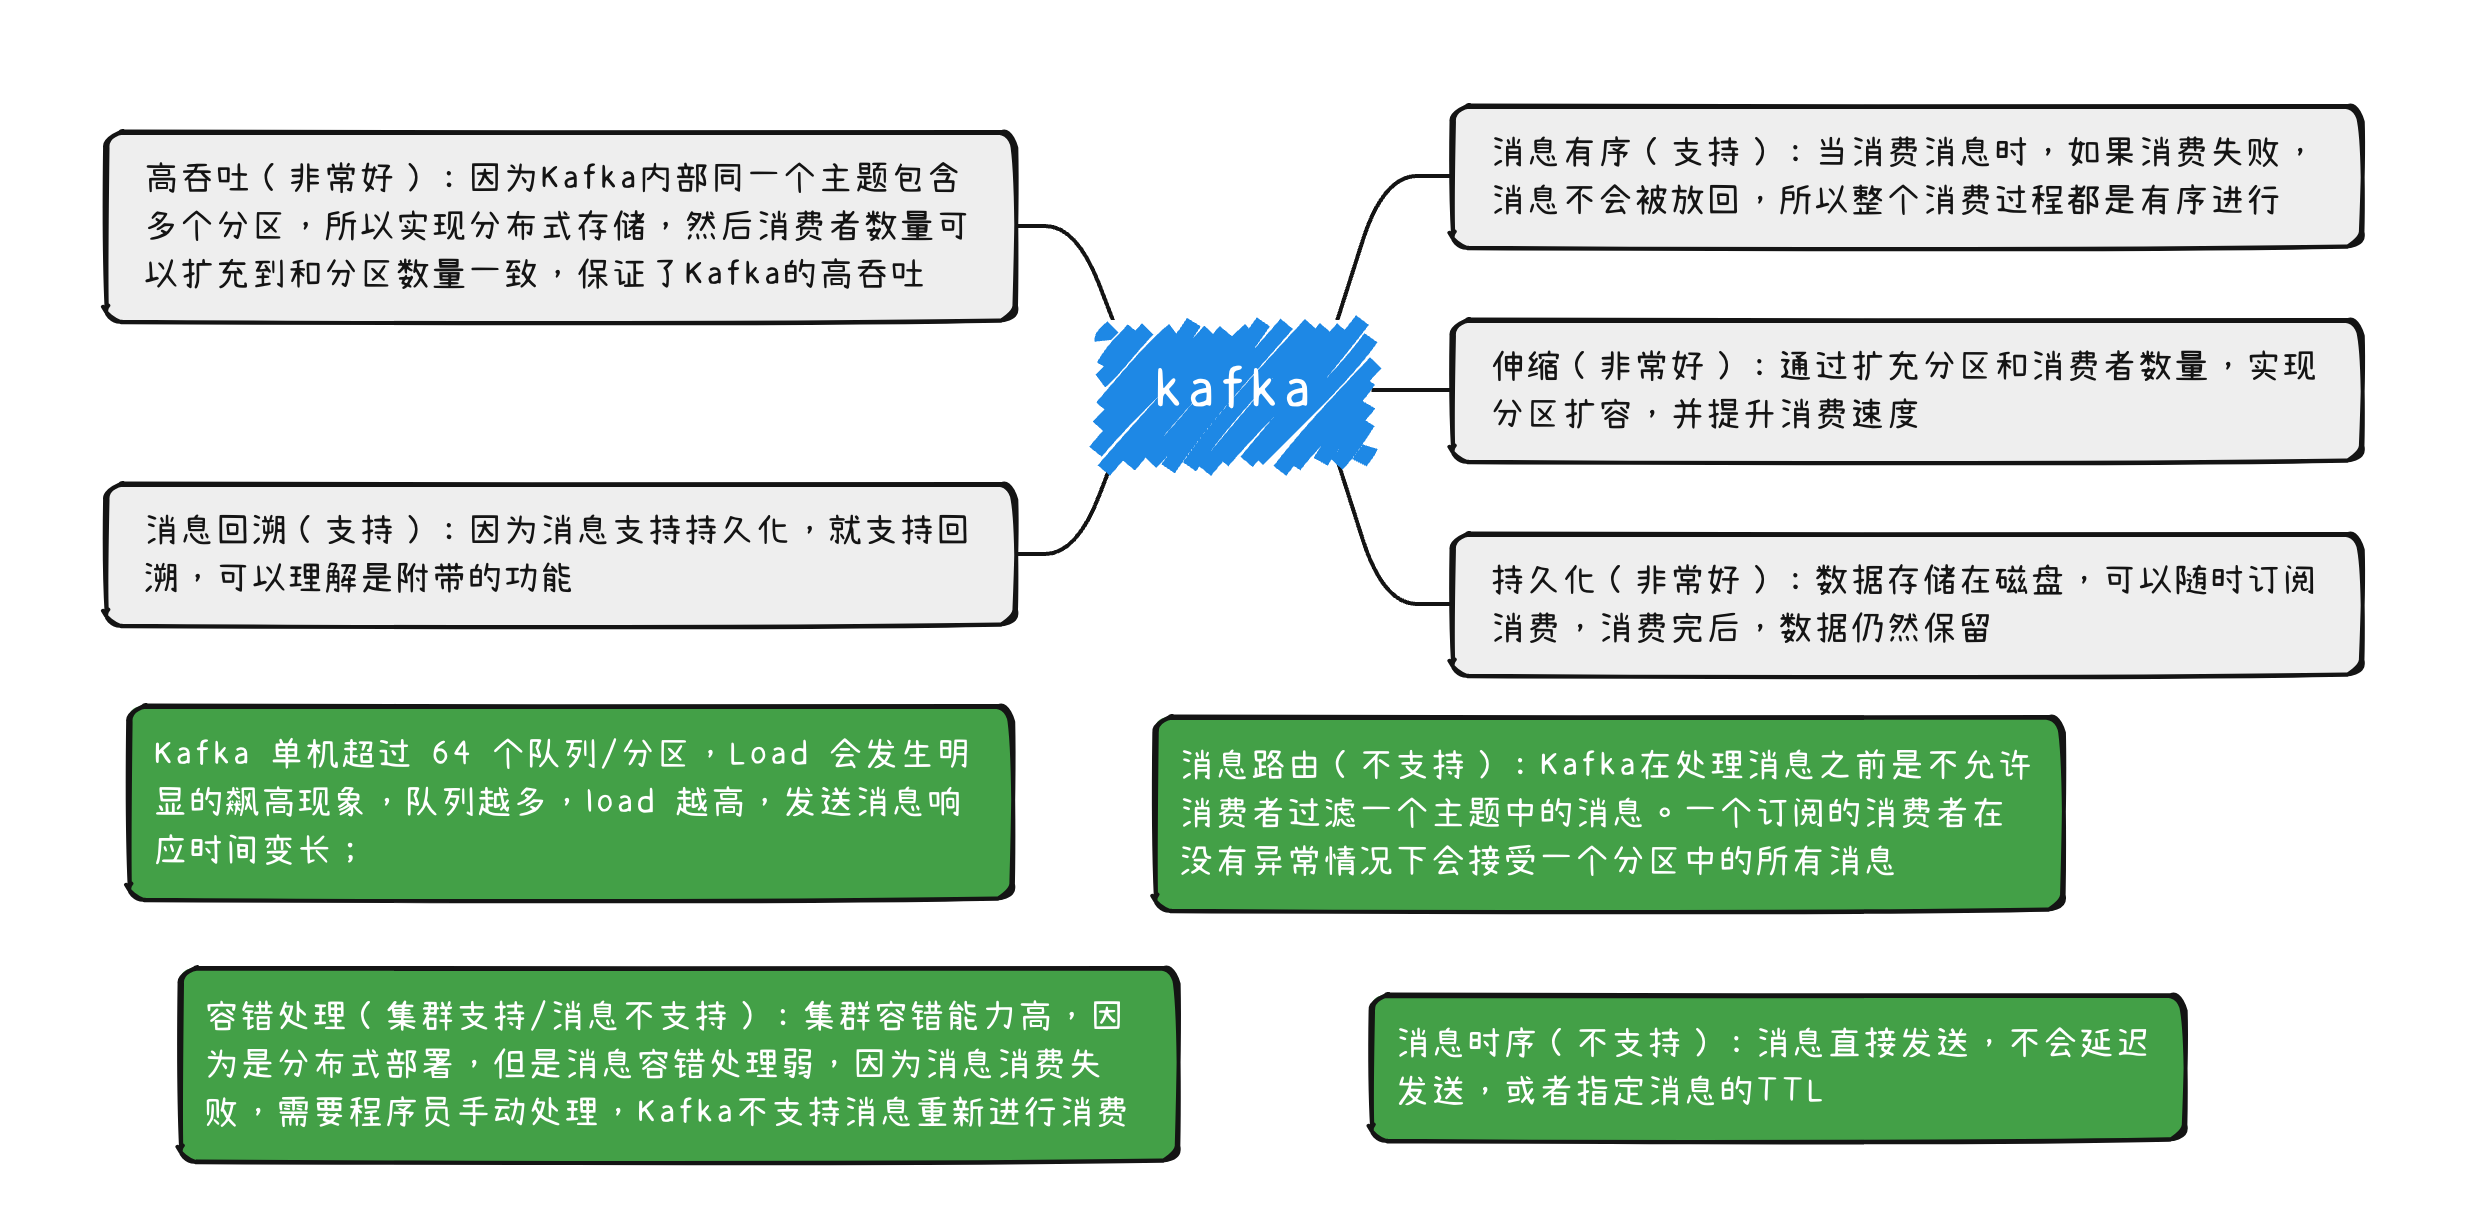 高吞吐（非常好）：因为Kafka内部同一个主题包含
多个分区，所以实现分布式存储，然后消费者数量可
以扩充到和分区数量一致，保证了Kafka的高吞吐
消息回溯（支持）：因为消息支持持久化，就支持回
溯，可以理解是附带的功能
kafka
消息有序（支持）：当消费消息时，如果消费失败，
消息不会被放回，所以整个消费过程都是有序进行
伸缩（非常好）：通过扩充分区和消费者数量，实现
分区扩容，并提升消费速度
持久化（非常好）：数据存储在磁盘，可以随时订阅
消费，消费完后，数据仍然保留
Kafka 单机超过 64 个队列/分区，Load 会发生明
显的飙高现象，队列越多，load 越高，发送消息响
应时间变长；
消息路由（不支持）：Kafka在处理消息之前是不允许
消费者过滤一个主题中的消息。一个订阅的消费者在
没有异常情况下会接受一个分区中的所有消息
容错处理（集群支持/消息不支持）：集群容错能力高，因
为是分布式部署，但是消息容错处理弱，因为消息消费失
败，需要程序员手动处理，Kafka不支持消息重新进行消费
消息时序（不支持）：消息直接发送，不会延迟
发送，或者指定消息的TTL